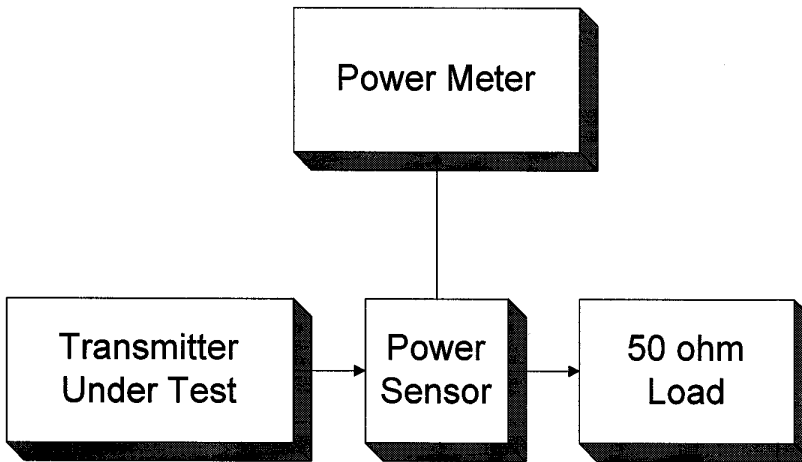 Power Meter
Transmitter
Under Test
Power
Sensor
50 ohm
Load